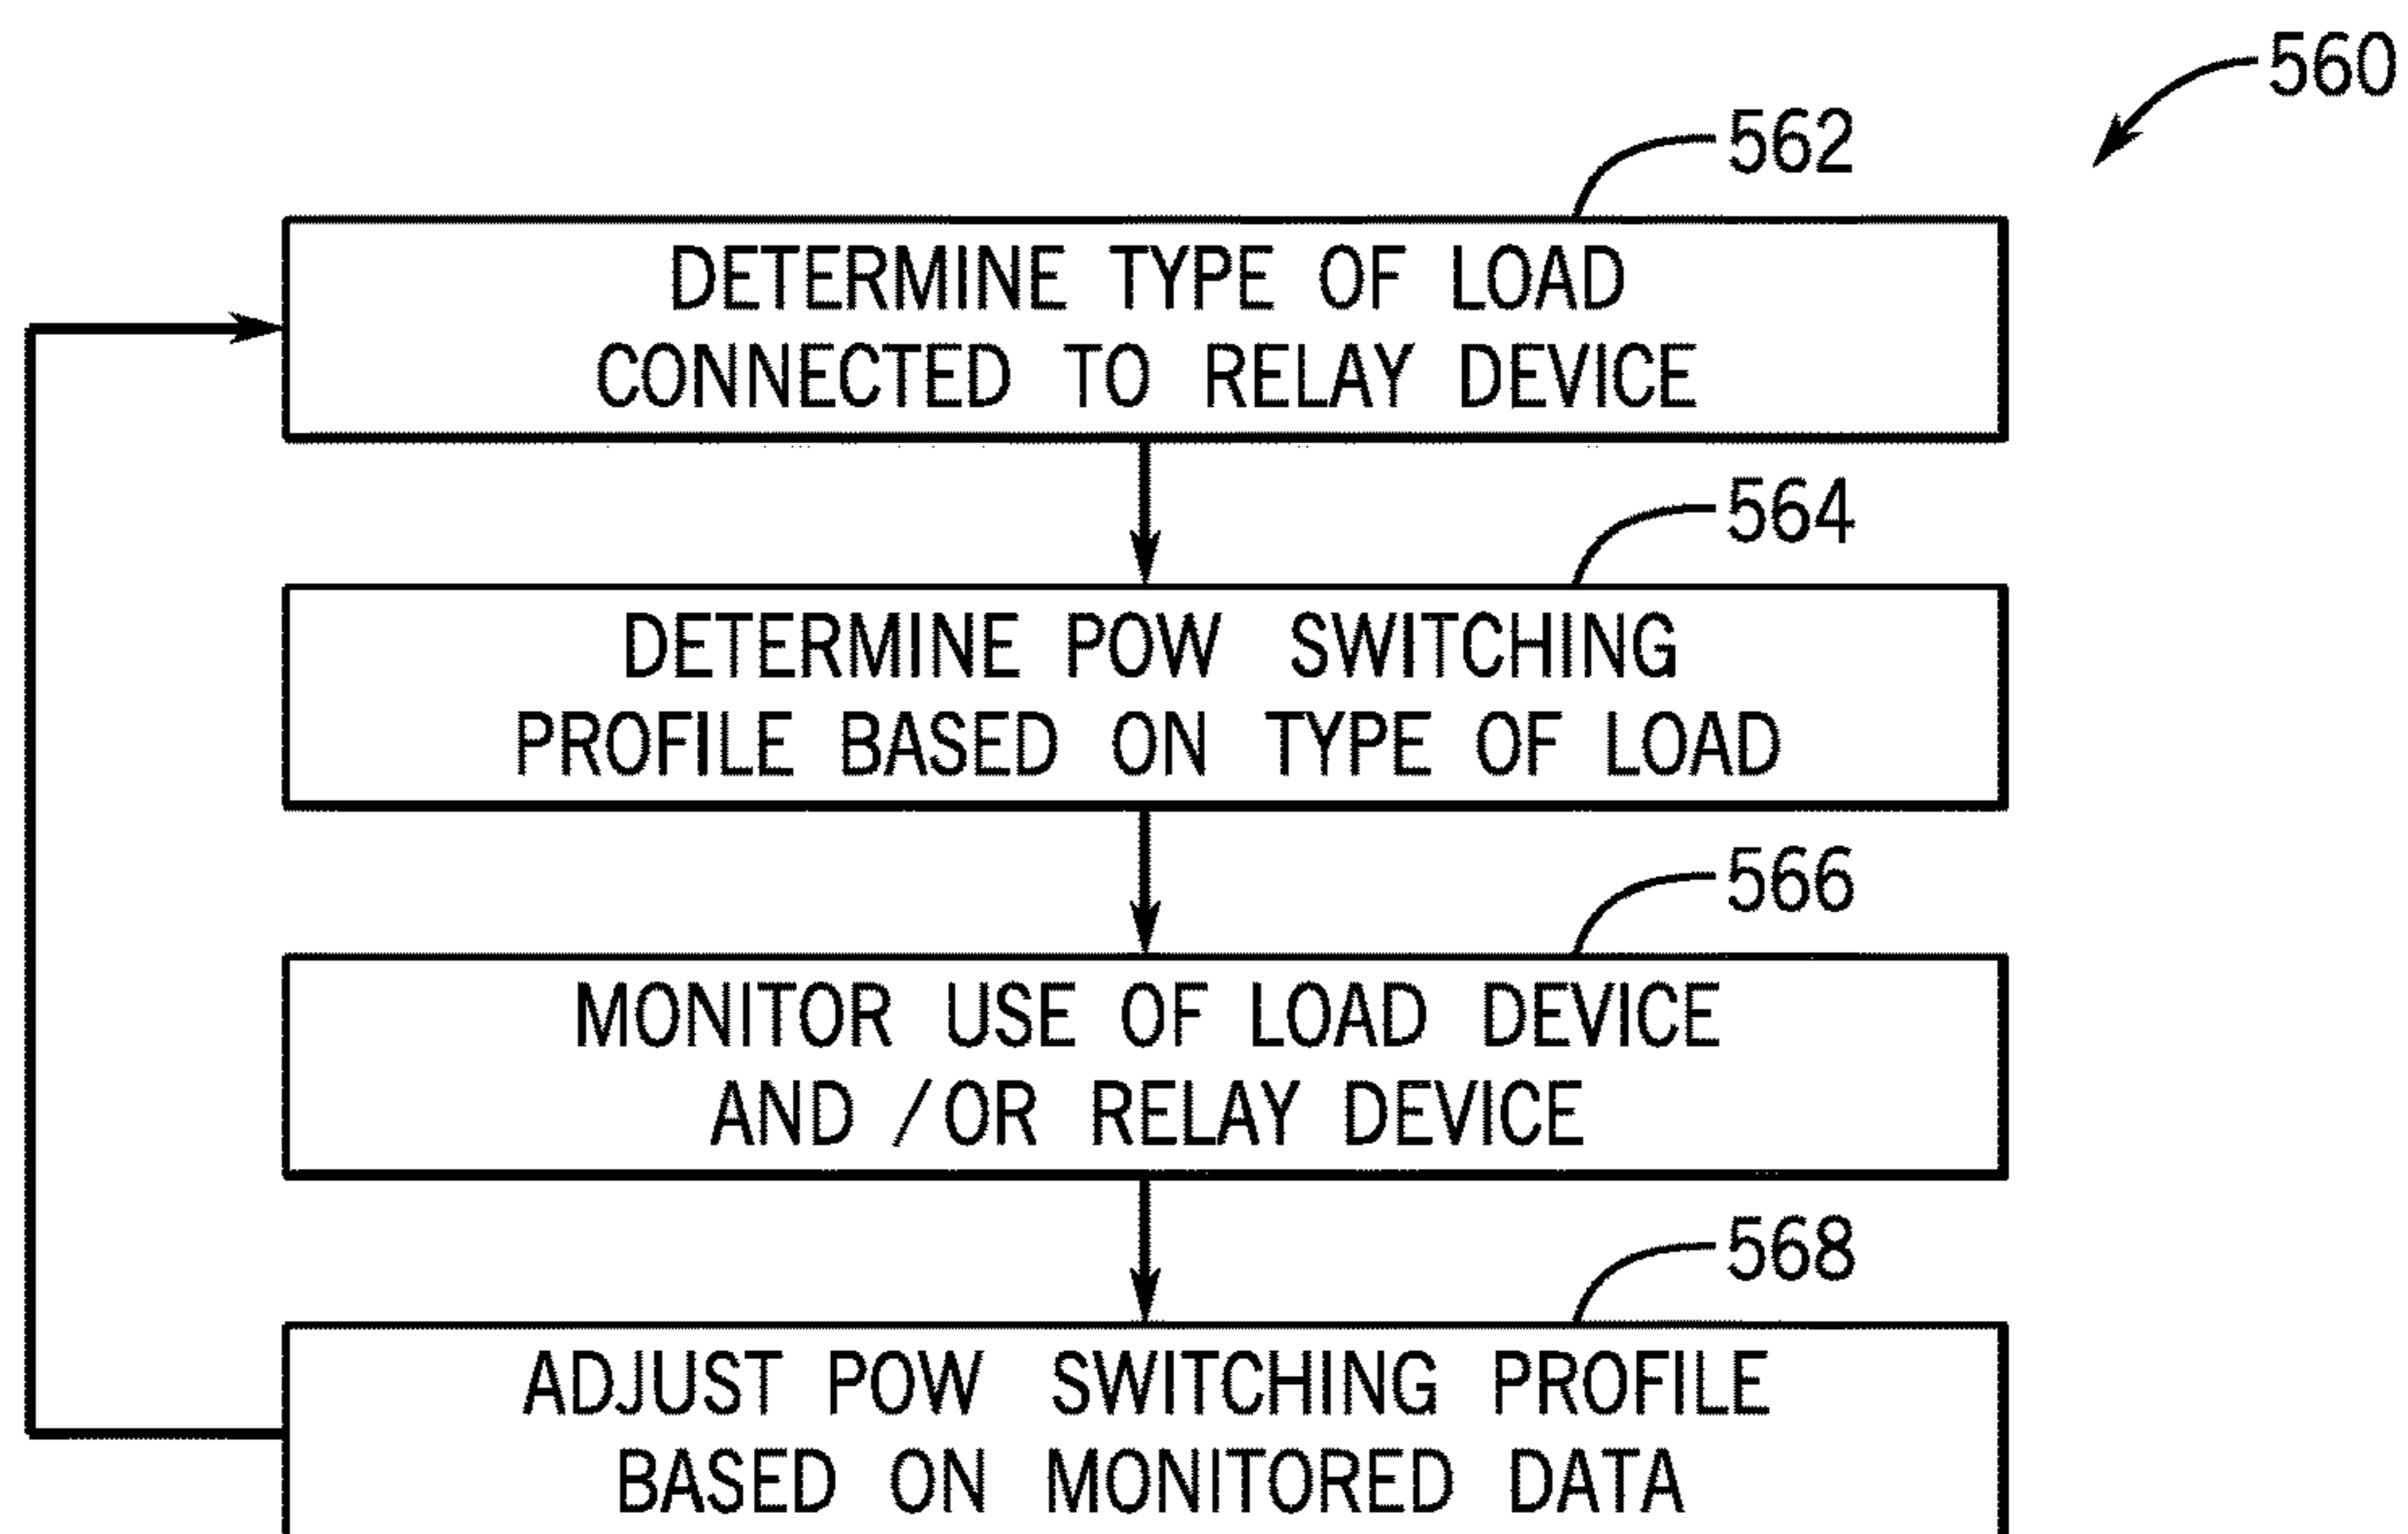 560
562
DETERMINE TYPE OF LOAD
CONNECTED TO RELAY DEVICE
564
DETERMINE POW SWITCHING
PROFILE BASED ON TYPE OF LOAD
566
MONITOR USE OF LOAD DEVICE
AND /OR RELAY DEVICE
568
ADJUST POW SWITCHING PROFILE
BASED ON MONITORED DATA